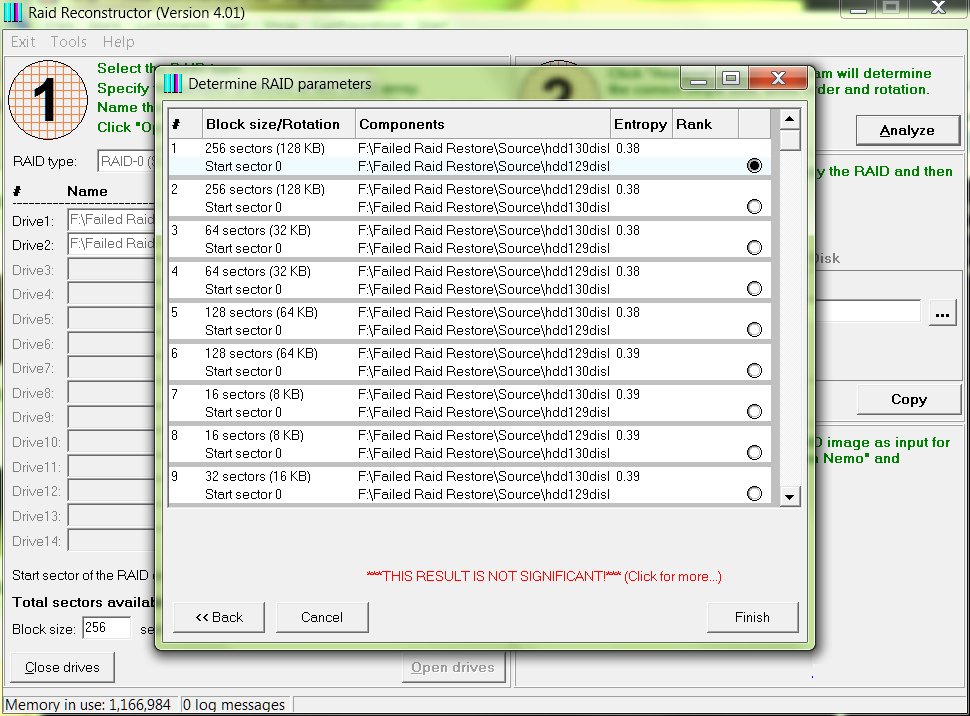 Raid Reconstructor (Version 4.01)
Exit Tools Help
1
Select the
Specify
Name th
Click "Op
RAID type: RAID-0 (S
# Name
Drive1: F:\Failed Raid
Drive2: F:\Failed Raid
Drive3:
Drive4:
Drive5:
Drive6:
Drive7:
Drive8:
Drive9:
Drive10:
Drive11:
Drive12:
Drive13:
Drive14:
Start sector of the RAID
Total sectors availab
Block size: 256 se
Close drives
Open drives
Memory in use: 1,166,984 0 log messages
2
am will determine
der and rotation.
Analyze
y the RAID and then
Disk
...
Copy
D image as input for
n Nemo" and
Determine RAID parameters
# Block size/Rotation Components Entropy Rank
1 256 sectors (128 KB) F:\Failed Raid Restore\Source\hdd130disl 0.38
Start sector 0 F:\Failed Raid Restore\Source\hdd129disl
2 256 sectors (128 KB) F:\Failed Raid Restore\Source\hdd129disl 0.38
Start sector 0 F:\Failed Raid Restore\Source\hdd130disl
3 64 sectors (32 KB) F:\Failed Raid Restore\Source\hdd130disl 0.38
Start sector 0 F:\Failed Raid Restore\Source\hdd129disl
4 64 sectors (32 KB) F:\Failed Raid Restore\Source\hdd129disl 0.38
Start sector 0 F:\Failed Raid Restore\Source\hdd130disl
5 128 sectors (64 KB) F:\Failed Raid Restore\Source\hdd130disl 0.38
Start sector 0 F:\Failed Raid Restore\Source\hdd129disl
6 128 sectors (64 KB) F:\Failed Raid Restore\Source\hdd129disl 0.39
Start sector 0 F:\Failed Raid Restore\Source\hdd130disl
7 16 sectors (8 KB) F:\Failed Raid Restore\Source\hdd130disl 0.39
Start sector 0 F:\Failed Raid Restore\Source\hdd129disl
8 16 sectors (8 KB) F:\Failed Raid Restore\Source\hdd129disl 0.39
Start sector 0 F:\Failed Raid Restore\Source\hdd130disl
9 32 sectors (16 KB) F:\Failed Raid Restore\Source\hdd130disl 0.39
Start sector 0 F:\Failed Raid Restore\Source\hdd129disl
***THIS RESULT IS NOT SIGNIFICANT!*** (Click for more...)
<< Back
Cancel
Finish